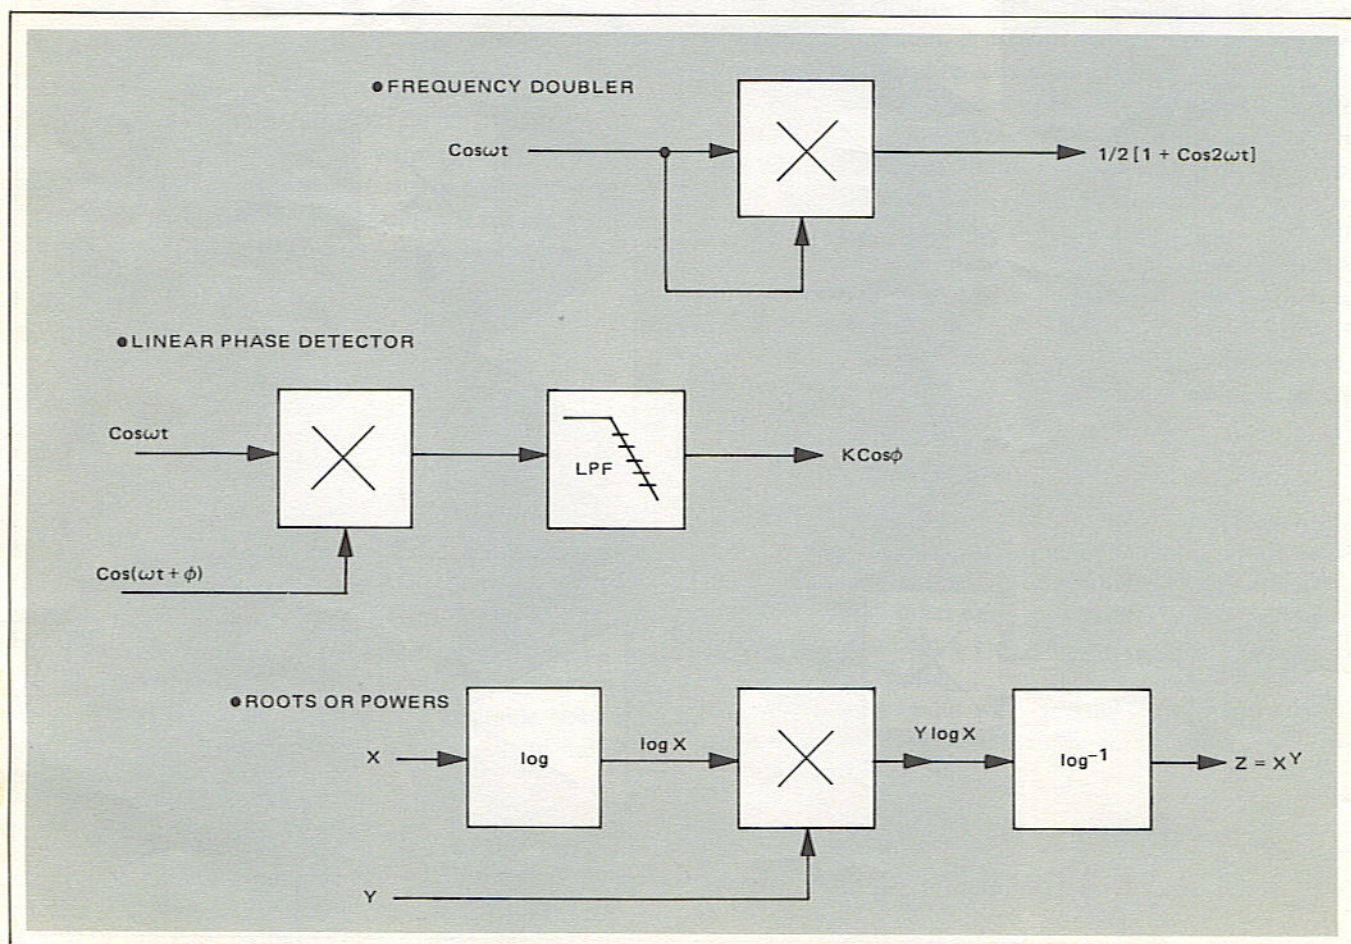 ●FREQUENCY DOUBLER
Cosωt
1/2 [1 + Cos2ωt]
●LINEAR PHASE DETECTOR
Cosωt
LPF
KCosϕ
Cos(ωt + ϕ)
●ROOTS OR POWERS
X
log
log X
Y log X
log⁻¹
Z = Xʸ
Y